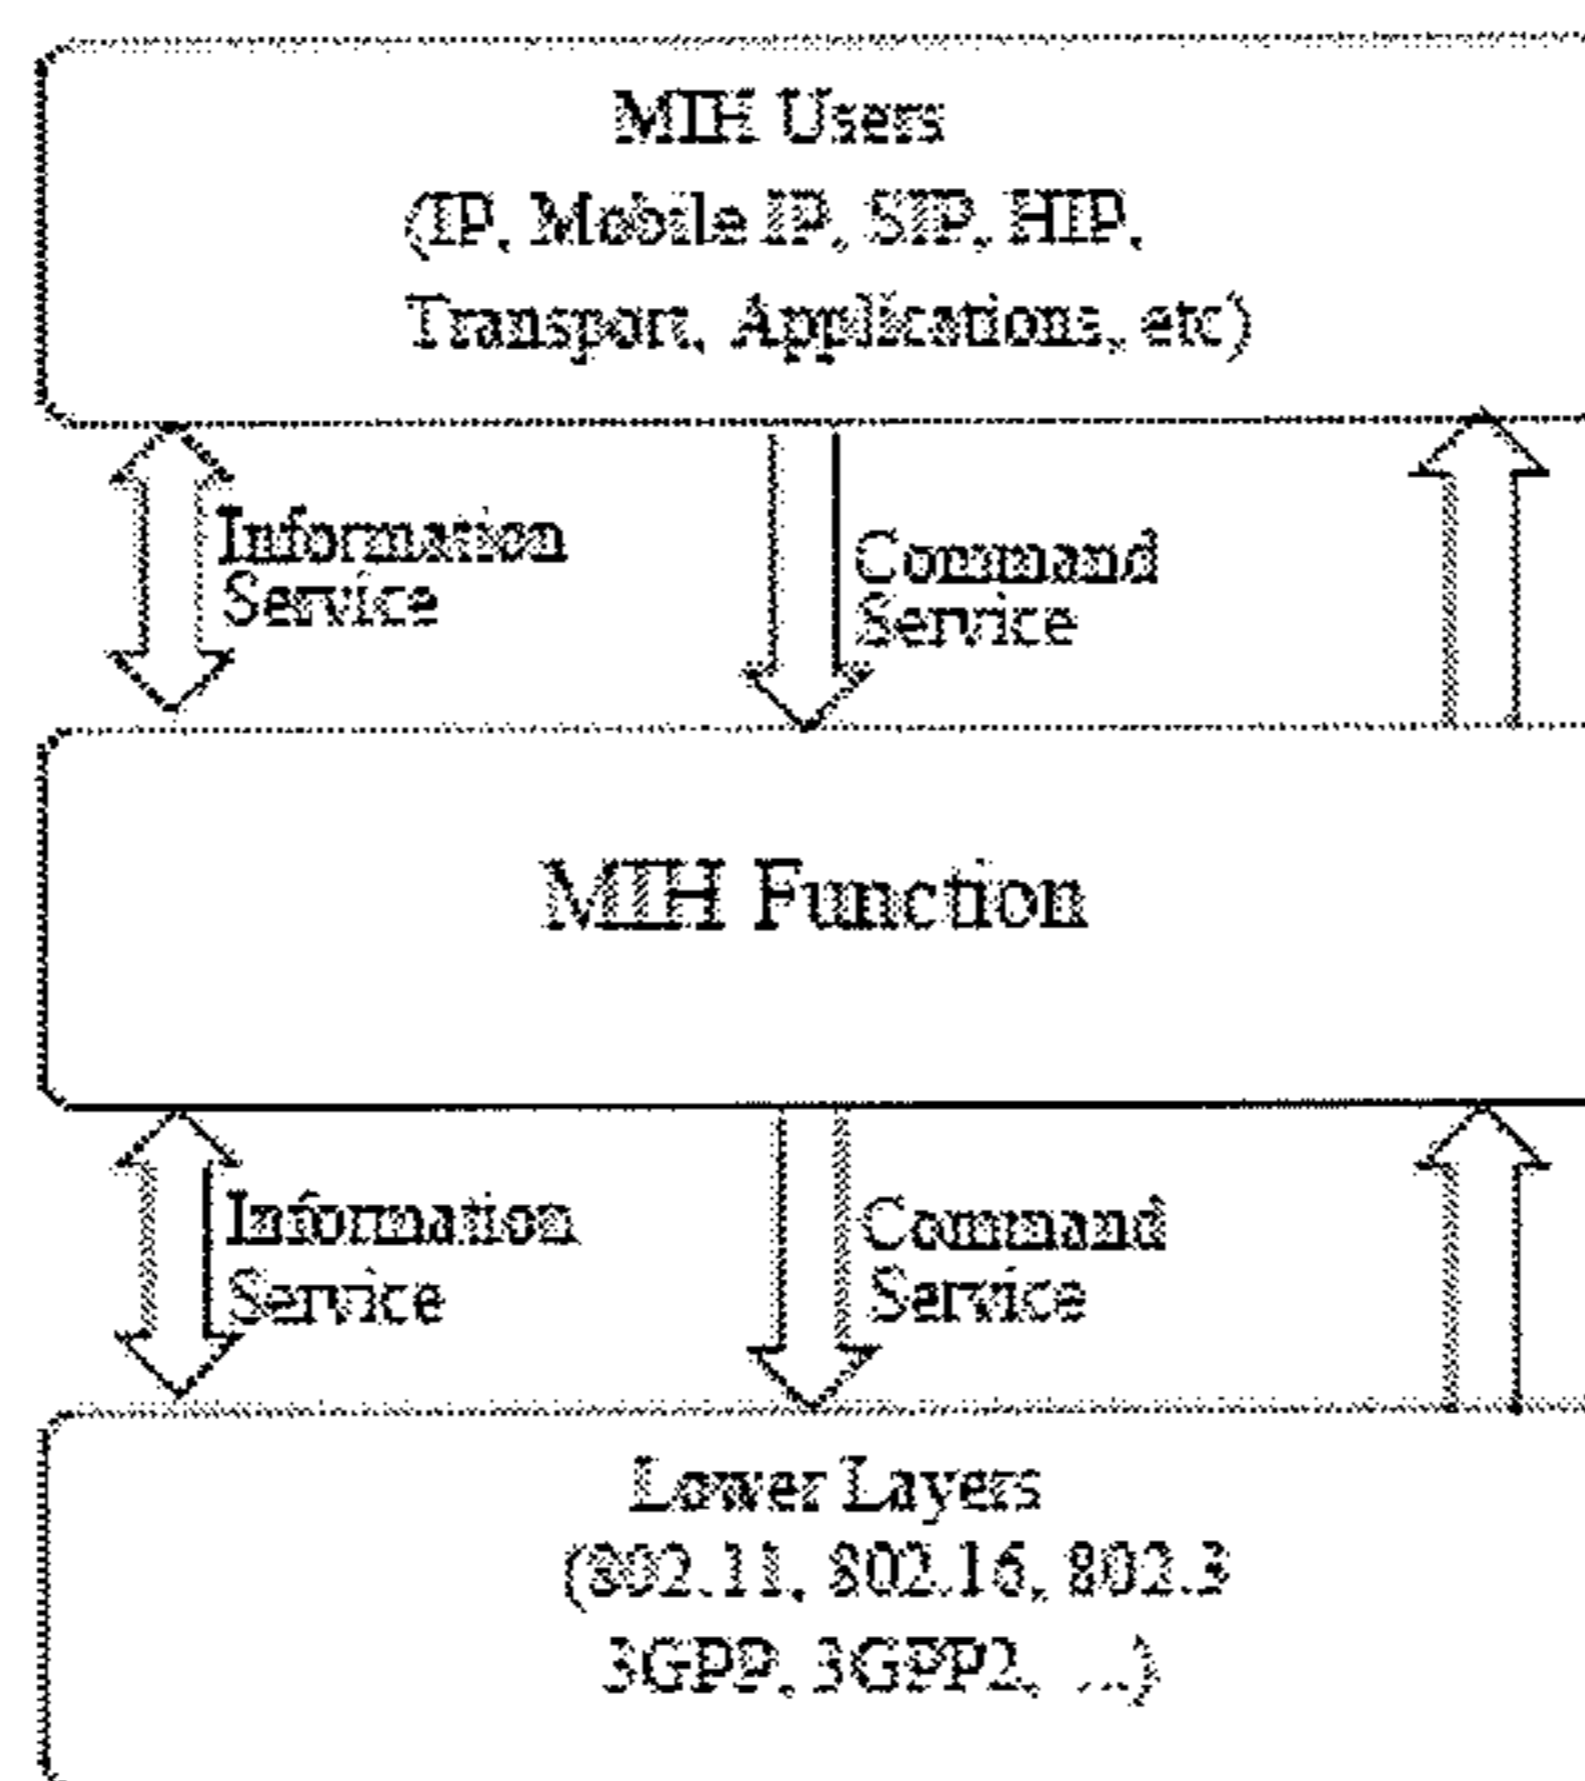 MIH Users
(IP, Mobile IP, SIP, HIP,
Transport, Applications, etc)
Information
Service
Command
Service
MIH Function
Information
Service
Command
Service
Lower Layers
(802.11, 802.16, 802.3
3GPP, 3GPP2, ...)